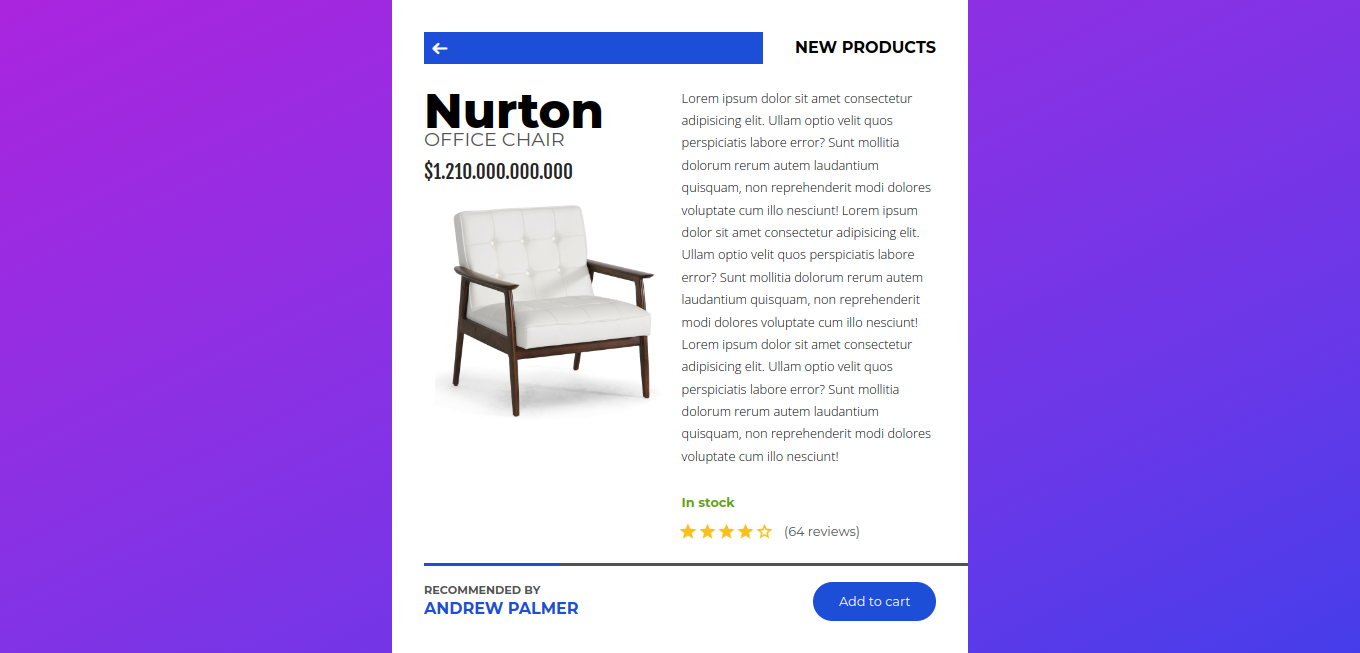 NEW PRODUCTS
Nurton
OFFICE CHAIR
$1.210.000.000.000
Lorem ipsum dolor sit amet consectetur
adipisicing elit. Ullam optio velit quos
perspiciatis labore error? Sunt mollitia
dolorum rerum autem laudantium
quisquam, non reprehenderit modi dolores
voluptate cum illo nesciunt! Lorem ipsum
dolor sit amet consectetur adipisicing elit.
Ullam optio velit quos perspiciatis labore
error? Sunt mollitia dolorum rerum autem
laudantium quisquam, non reprehenderit
modi dolores voluptate cum illo nesciunt!
Lorem ipsum dolor sit amet consectetur
adipisicing elit. Ullam optio velit quos
perspiciatis labore error? Sunt mollitia
dolorum rerum autem laudantium
quisquam, non reprehenderit modi dolores
voluptate cum illo nesciunt!
In stock
(64 reviews)
RECOMMENDED BY
ANDREW PALMER
Add to cart